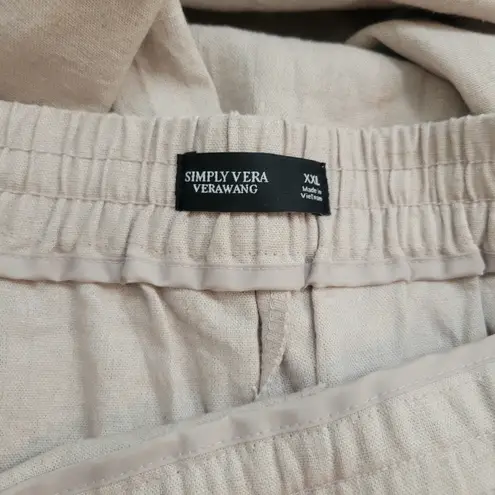 SIMPLY VERA
VERAWANG
XXL
Made in
Vietnam